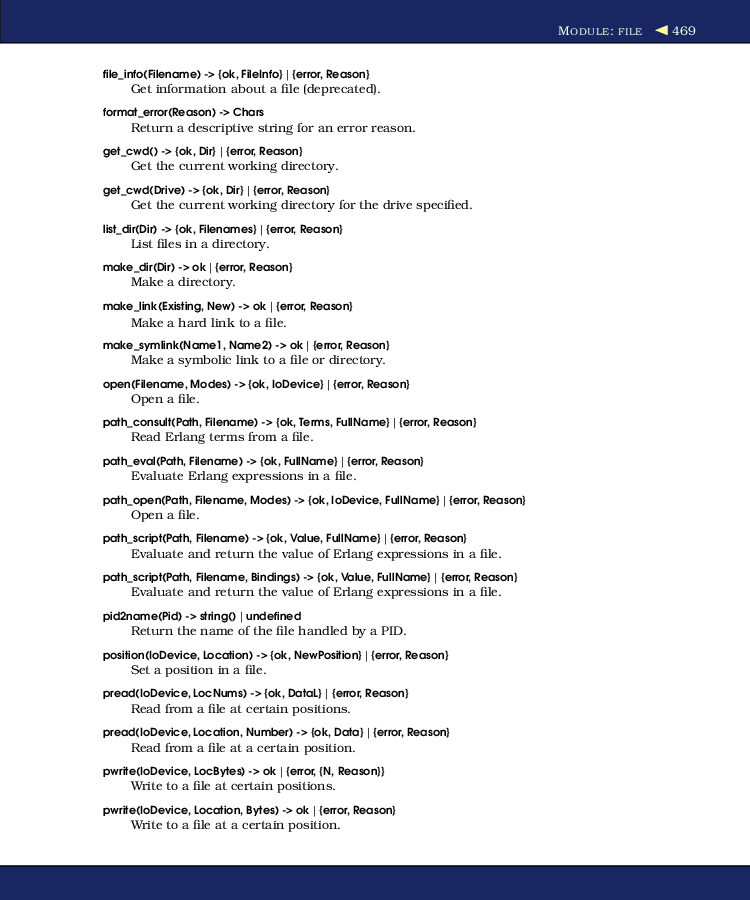 MODULE: FILE ◀ 469
file_info(Filename) -> {ok, FileInfo} | {error, Reason}
Get information about a file (deprecated).
format_error(Reason) -> Chars
Return a descriptive string for an error reason.
get_cwd() -> {ok, Dir} | {error, Reason}
Get the current working directory.
get_cwd(Drive) -> {ok, Dir} | {error, Reason}
Get the current working directory for the drive specified.
list_dir(Dir) -> {ok, Filenames} | {error, Reason}
List files in a directory.
make_dir(Dir) -> ok | {error, Reason}
Make a directory.
make_link(Existing, New) -> ok | {error, Reason}
Make a hard link to a file.
make_symlink(Name1, Name2) -> ok | {error, Reason}
Make a symbolic link to a file or directory.
open(Filename, Modes) -> {ok, IoDevice} | {error, Reason}
Open a file.
path_consult(Path, Filename) -> {ok, Terms, FullName} | {error, Reason}
Read Erlang terms from a file.
path_eval(Path, Filename) -> {ok, FullName} | {error, Reason}
Evaluate Erlang expressions in a file.
path_open(Path, Filename, Modes) -> {ok, IoDevice, FullName} | {error, Reason}
Open a file.
path_script(Path, Filename) -> {ok, Value, FullName} | {error, Reason}
Evaluate and return the value of Erlang expressions in a file.
path_script(Path, Filename, Bindings) -> {ok, Value, FullName} | {error, Reason}
Evaluate and return the value of Erlang expressions in a file.
pid2name(Pid) -> string() | undefined
Return the name of the file handled by a PID.
position(IoDevice, Location) -> {ok, NewPosition} | {error, Reason}
Set a position in a file.
pread(IoDevice, LocNums) -> {ok, DataL} | {error, Reason}
Read from a file at certain positions.
pread(IoDevice, Location, Number) -> {ok, Data} | {error, Reason}
Read from a file at a certain position.
pwrite(IoDevice, LocBytes) -> ok | {error, {N, Reason}}
Write to a file at certain positions.
pwrite(IoDevice, Location, Bytes) -> ok | {error, Reason}
Write to a file at a certain position.